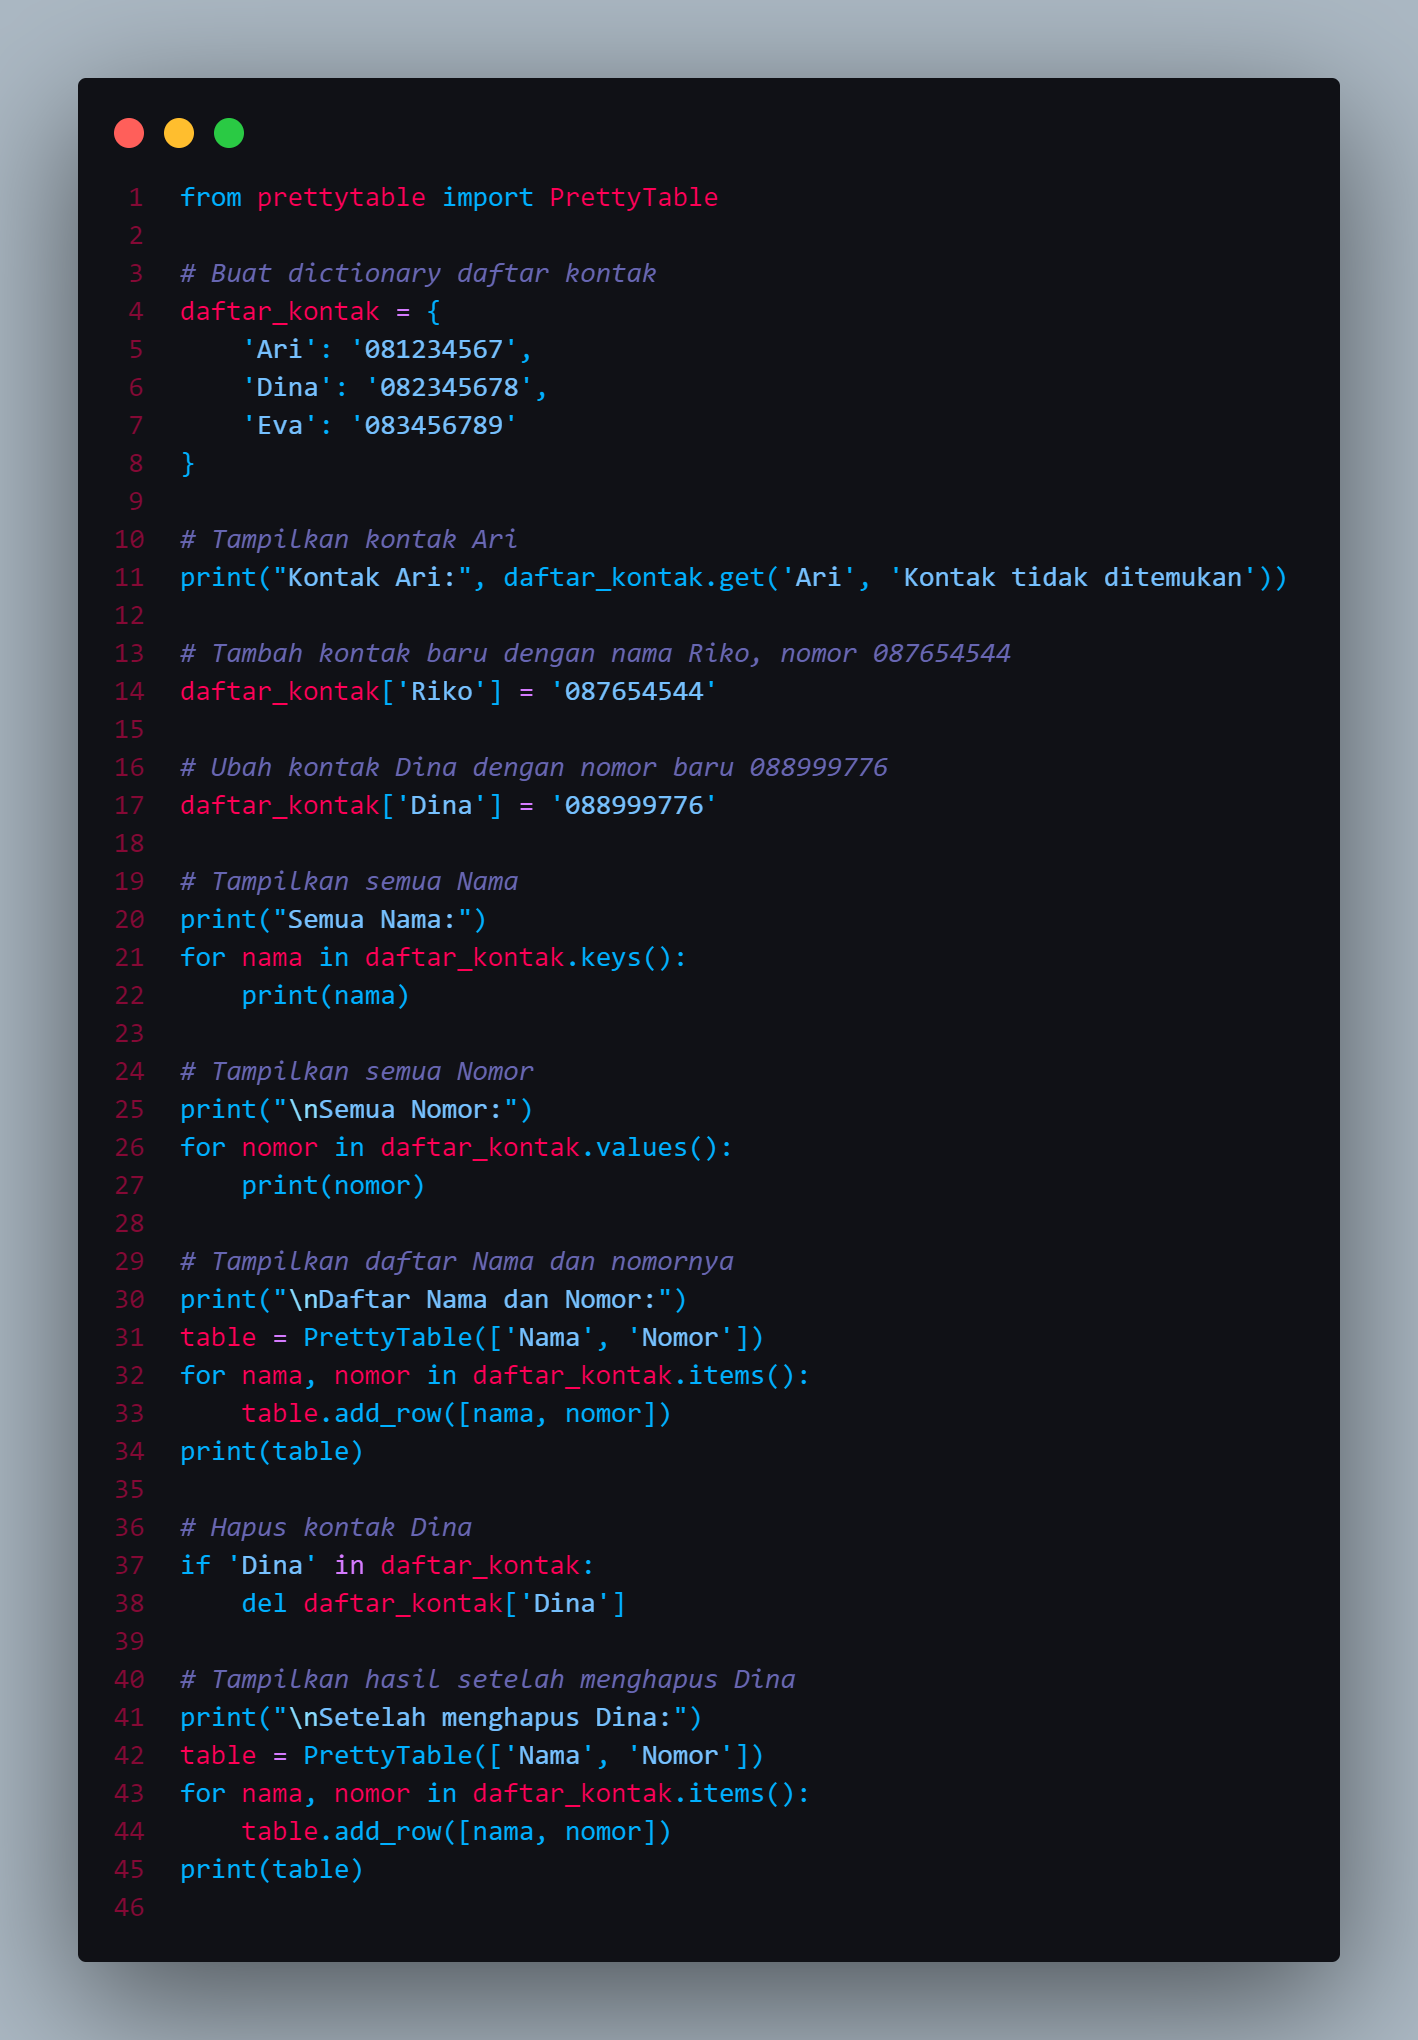 1 from prettytable import PrettyTable
2
3 # Buat dictionary daftar kontak
4 daftar_kontak = {
5     'Ari': '081234567',
6     'Dina': '082345678',
7     'Eva': '083456789'
8 }
9
10 # Tampilkan kontak Ari
11 print("Kontak Ari:", daftar_kontak.get('Ari', 'Kontak tidak ditemukan'))
12
13 # Tambah kontak baru dengan nama Riko, nomor 087654544
14 daftar_kontak['Riko'] = '087654544'
15
16 # Ubah kontak Dina dengan nomor baru 088999776
17 daftar_kontak['Dina'] = '088999776'
18
19 # Tampilkan semua Nama
20 print("Semua Nama:")
21 for nama in daftar_kontak.keys():
22     print(nama)
23
24 # Tampilkan semua Nomor
25 print("\nSemua Nomor:")
26 for nomor in daftar_kontak.values():
27     print(nomor)
28
29 # Tampilkan daftar Nama dan nomornya
30 print("\nDaftar Nama dan Nomor:")
31 table = PrettyTable(['Nama', 'Nomor'])
32 for nama, nomor in daftar_kontak.items():
33     table.add_row([nama, nomor])
34 print(table)
35
36 # Hapus kontak Dina
37 if 'Dina' in daftar_kontak:
38     del daftar_kontak['Dina']
39
40 # Tampilkan hasil setelah menghapus Dina
41 print("\nSetelah menghapus Dina:")
42 table = PrettyTable(['Nama', 'Nomor'])
43 for nama, nomor in daftar_kontak.items():
44     table.add_row([nama, nomor])
45 print(table)
46